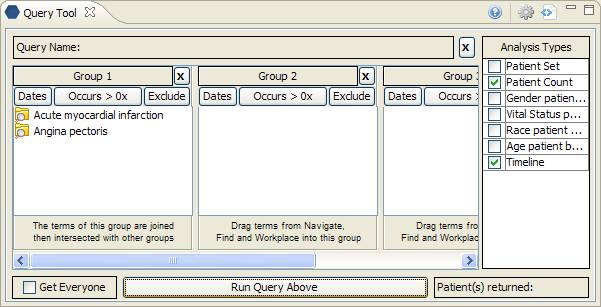 Query Tool
Query Name:
X
Analysis Types
Group 1
X
Group 2
X
Group
Dates
Occurs > 0x
Exclude
Dates
Occurs > 0x
Exclude
Dates
Occurs > 0x
Acute myocardial infarction
Angina pectoris
Patient Set
Patient Count
Gender patien...
Vital Status p...
Race patient ...
Age patient b...
Timeline
The terms of this group are joined
then intersected with other groups
Drag terms from Navigate,
Find and Workplace into this group
Drag terms fro
Find and Workpla
Get Everyone
Run Query Above
Patient(s) returned: